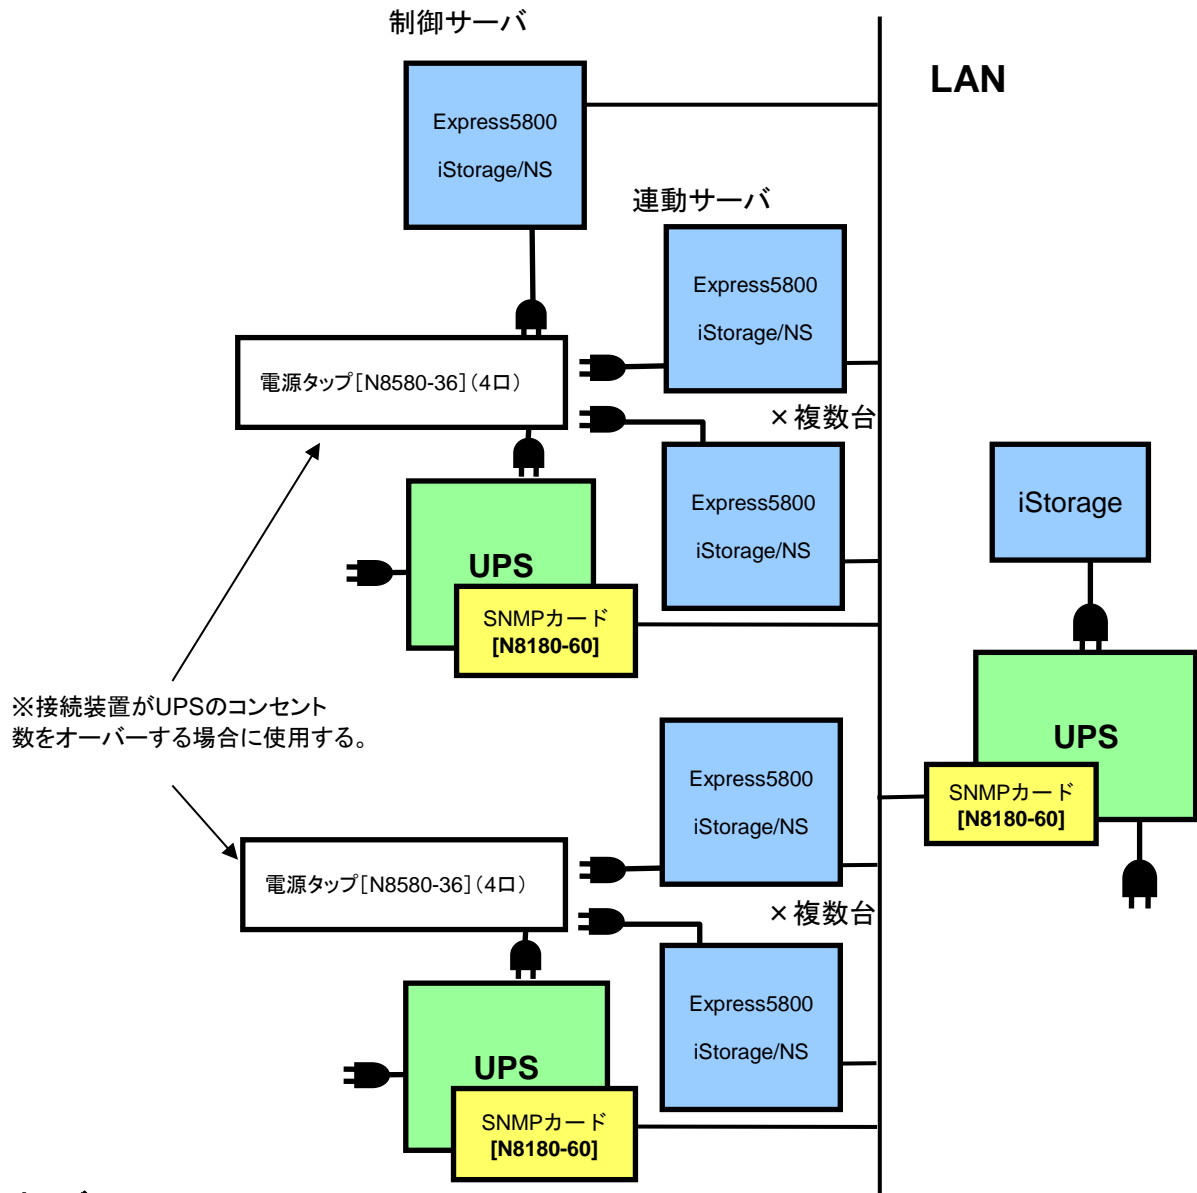 制御サーバ
LAN
Express5800
iStorage/NS
連動サーバ
Express5800
iStorage/NS
電源タップ[N8580-36](4口)
×複数台
Express5800
iStorage/NS
iStorage
UPS
SNMPカード
[N8180-60]
※接続装置がUPSのコンセント
数をオーバーする場合に使用する。
UPS
SNMPカード
[N8180-60]
Express5800
iStorage/NS
電源タップ[N8580-36](4口)
×複数台
Express5800
iStorage/NS
UPS
SNMPカード
[N8180-60]